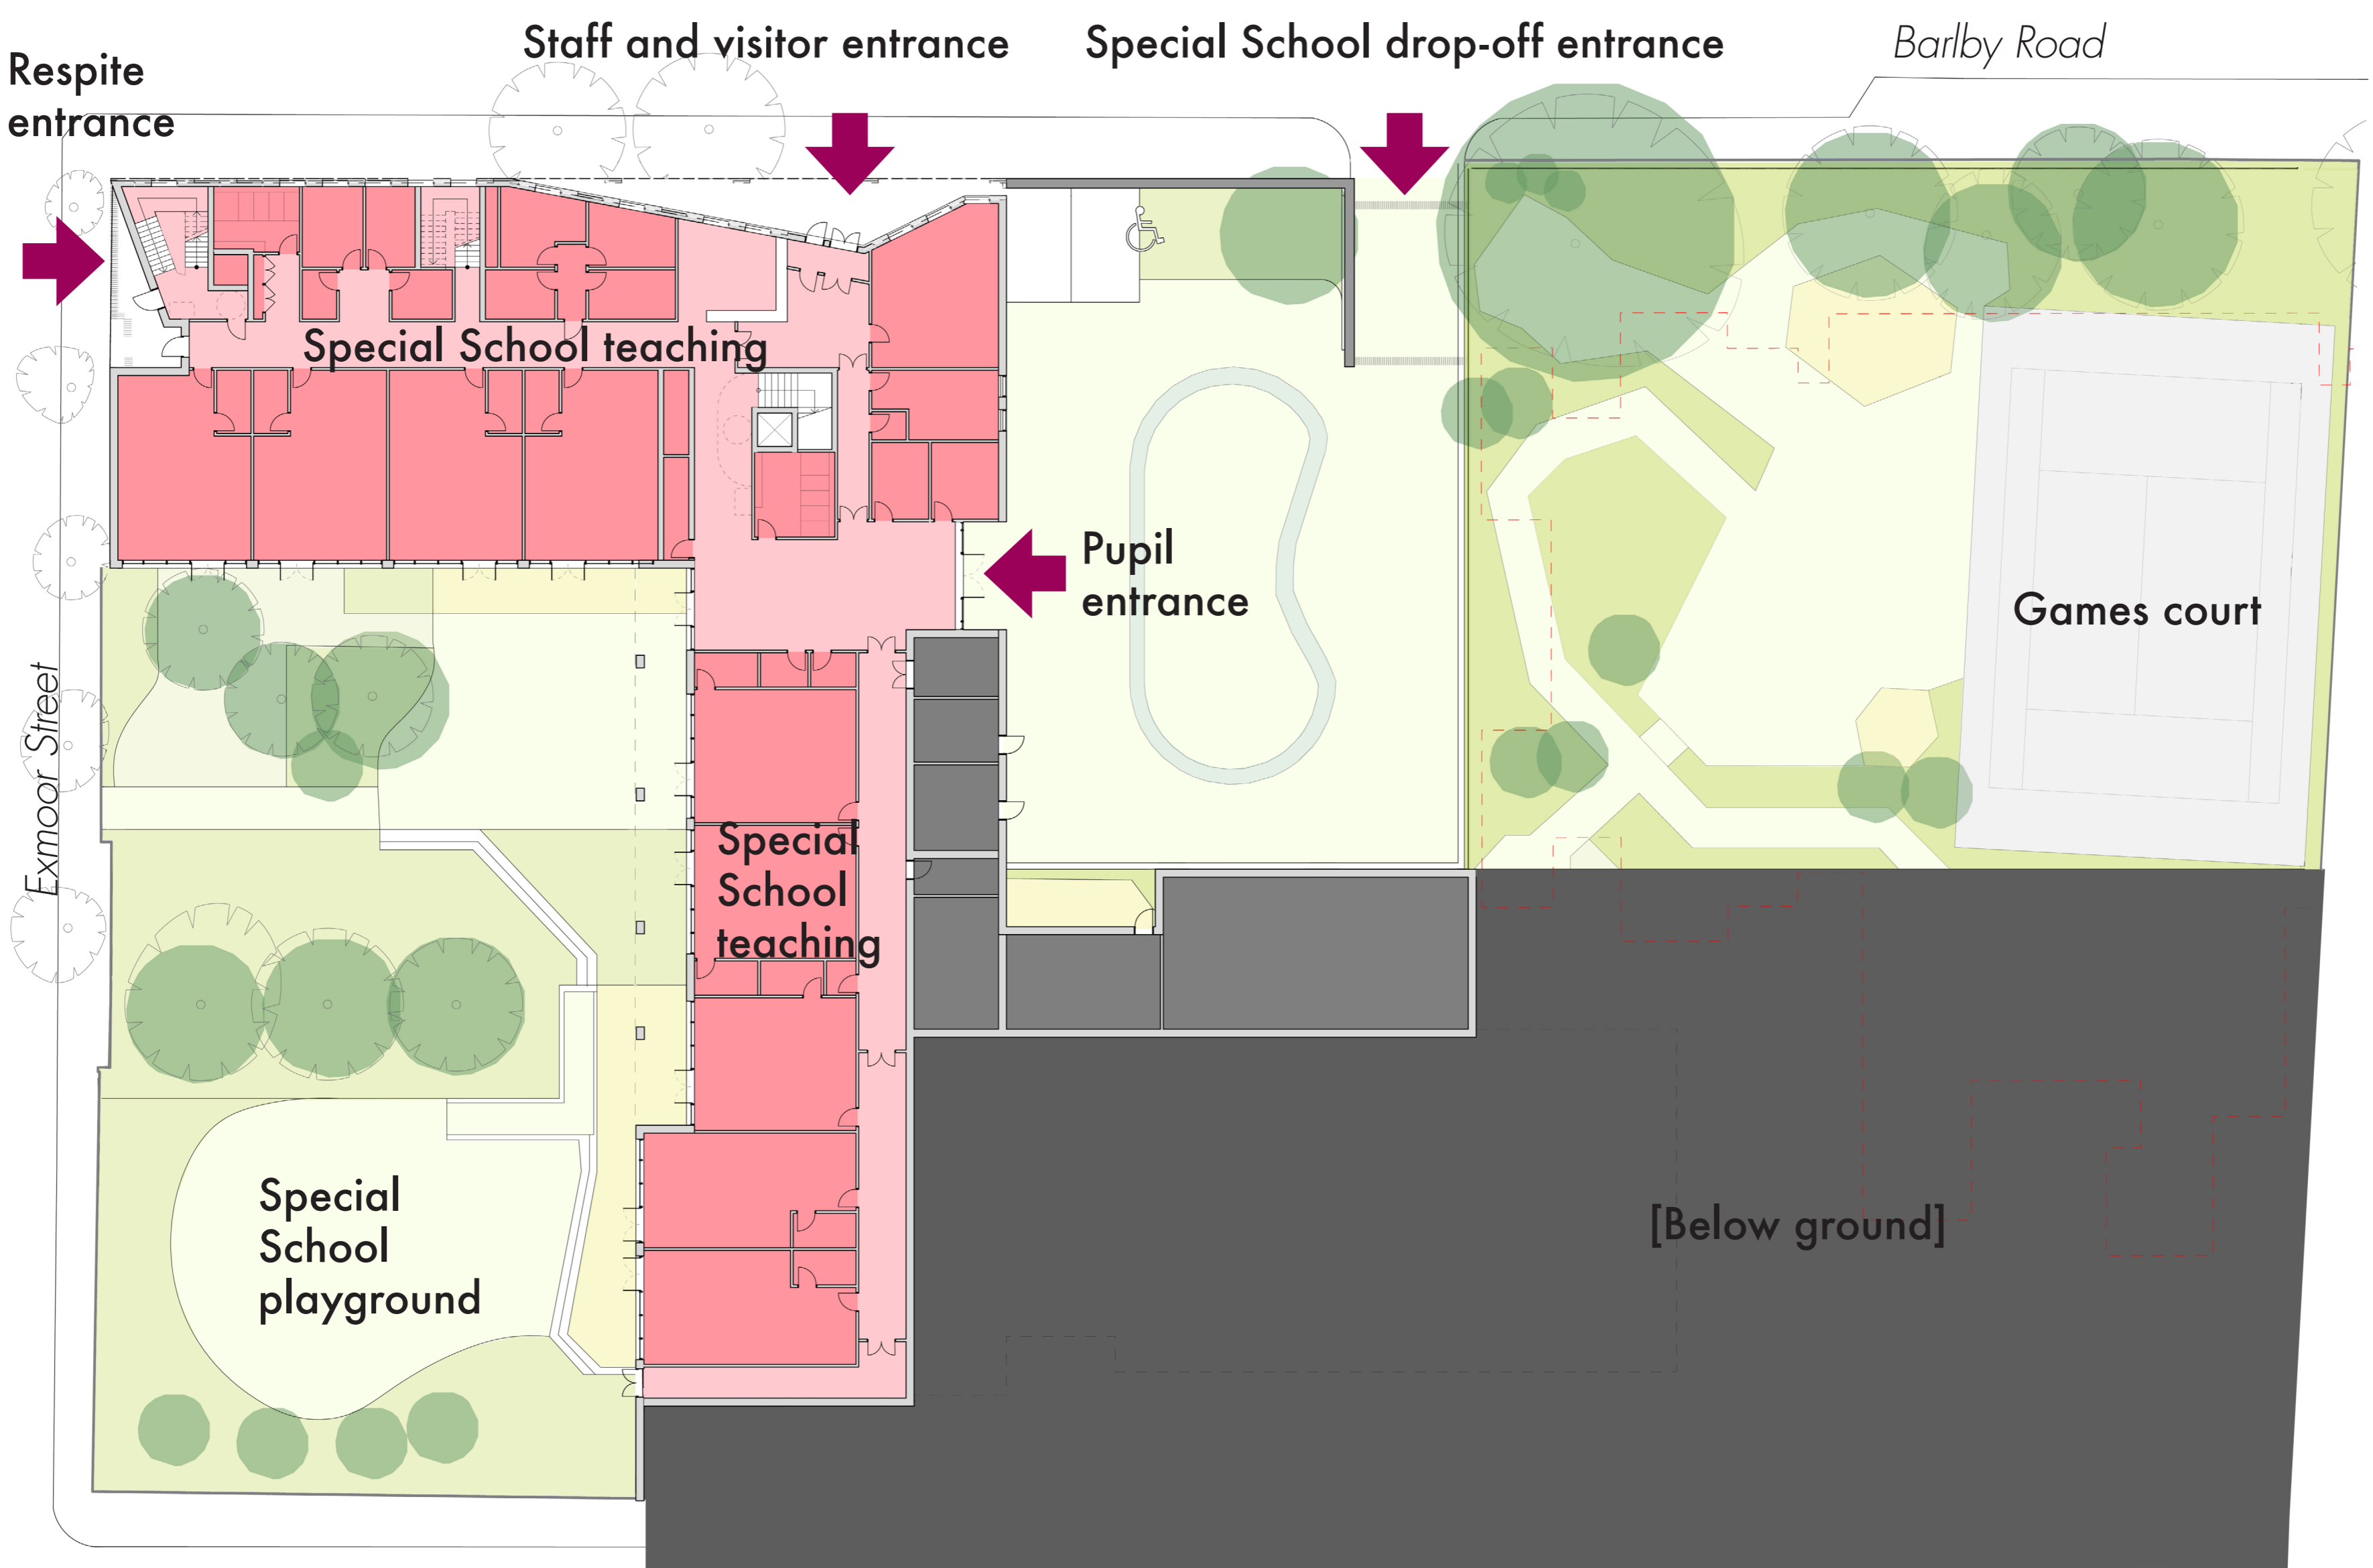 Staff and visitor entrance
Special School drop-off entrance
Barlby Road
Respite
entrance
Special School teaching
Pupil
entrance
Games court
Exmoor Street
Special
School
teaching
Special
School
playground
[Below ground]